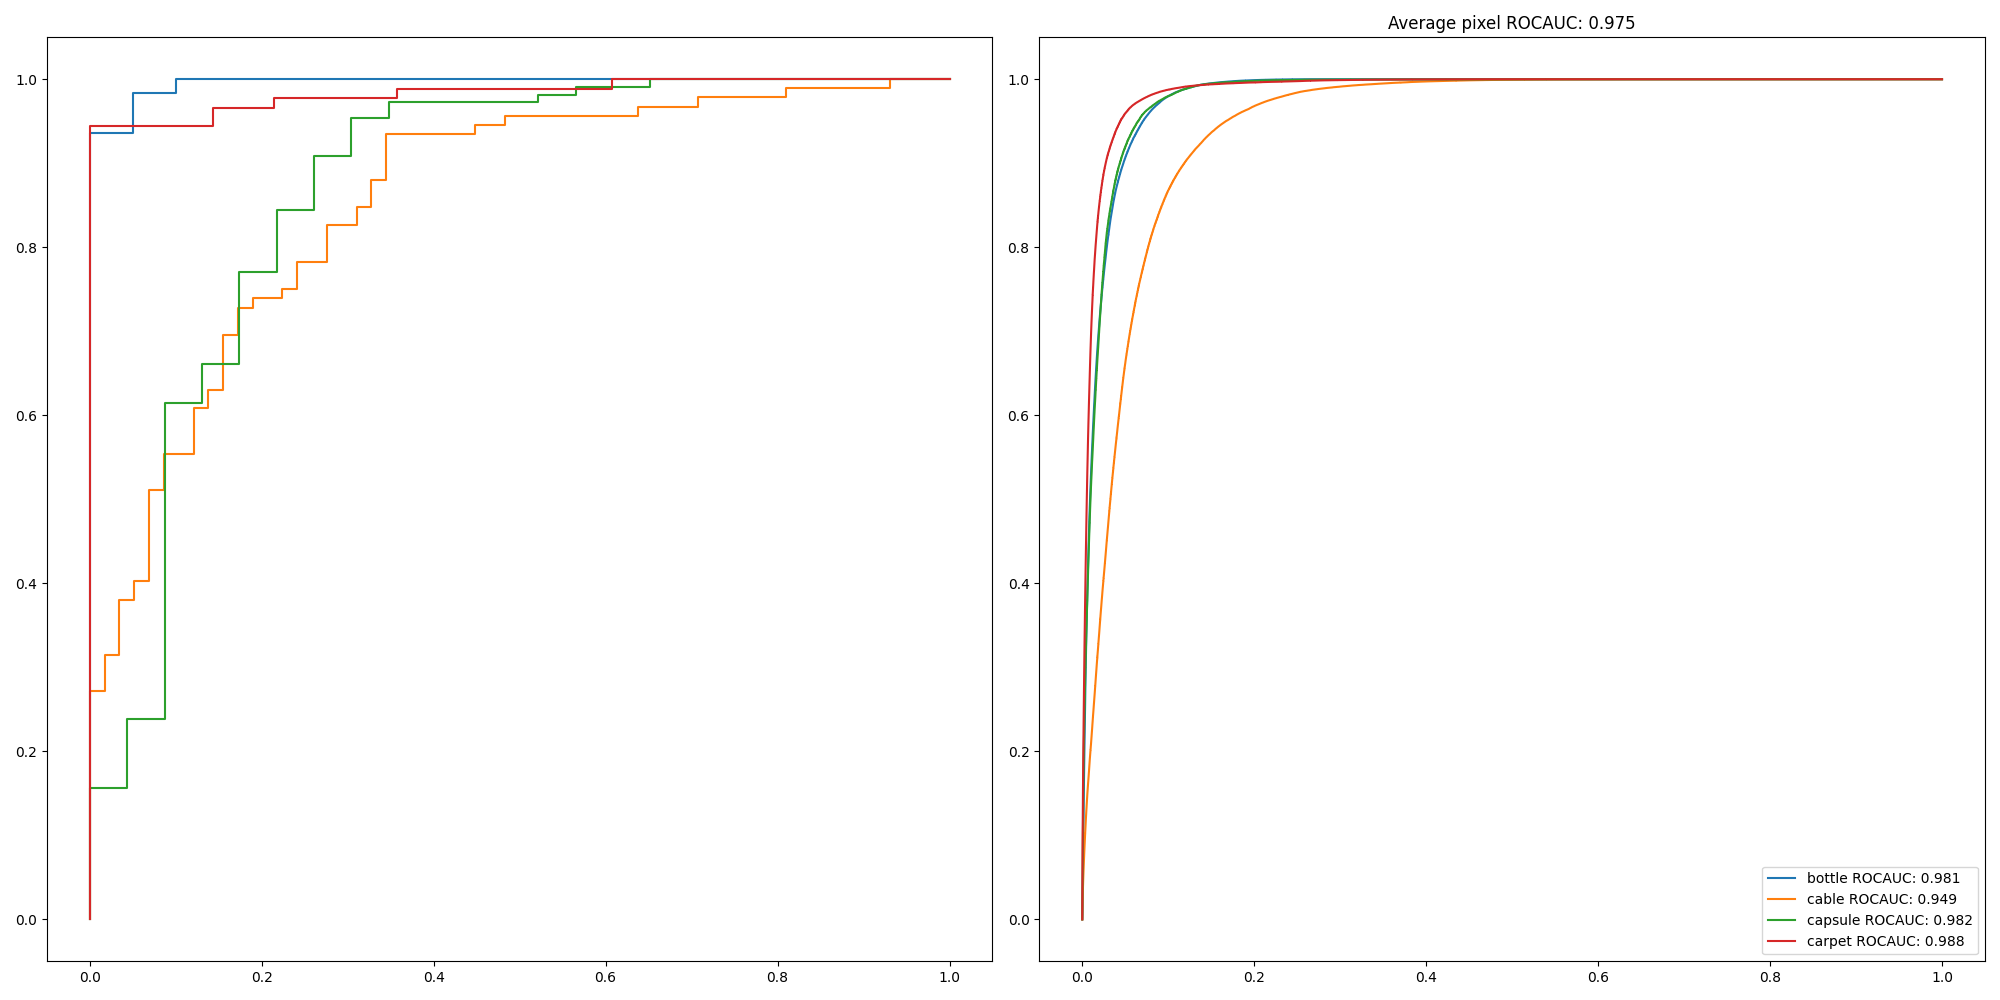 Average pixel ROCAUC: 0.975
1.0
0.8
0.6
0.4
0.2
0.0
0.0 0.2 0.4 0.6 0.8 1.0
1.0
0.8
0.6
0.4
0.2
0.0
bottle ROCAUC: 0.981
cable ROCAUC: 0.949
capsule ROCAUC: 0.982
carpet ROCAUC: 0.988
0.0 0.2 0.4 0.6 0.8 1.0